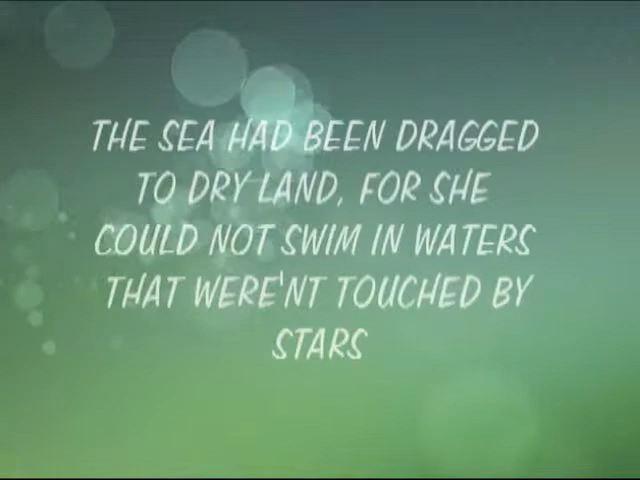 THE SEA HAD BEEN DRAGGED
TO DRY LAND, FOR SHE
COULD NOT SWIM IN WATERS
THAT WERE'NT TOUCHED BY
STARS